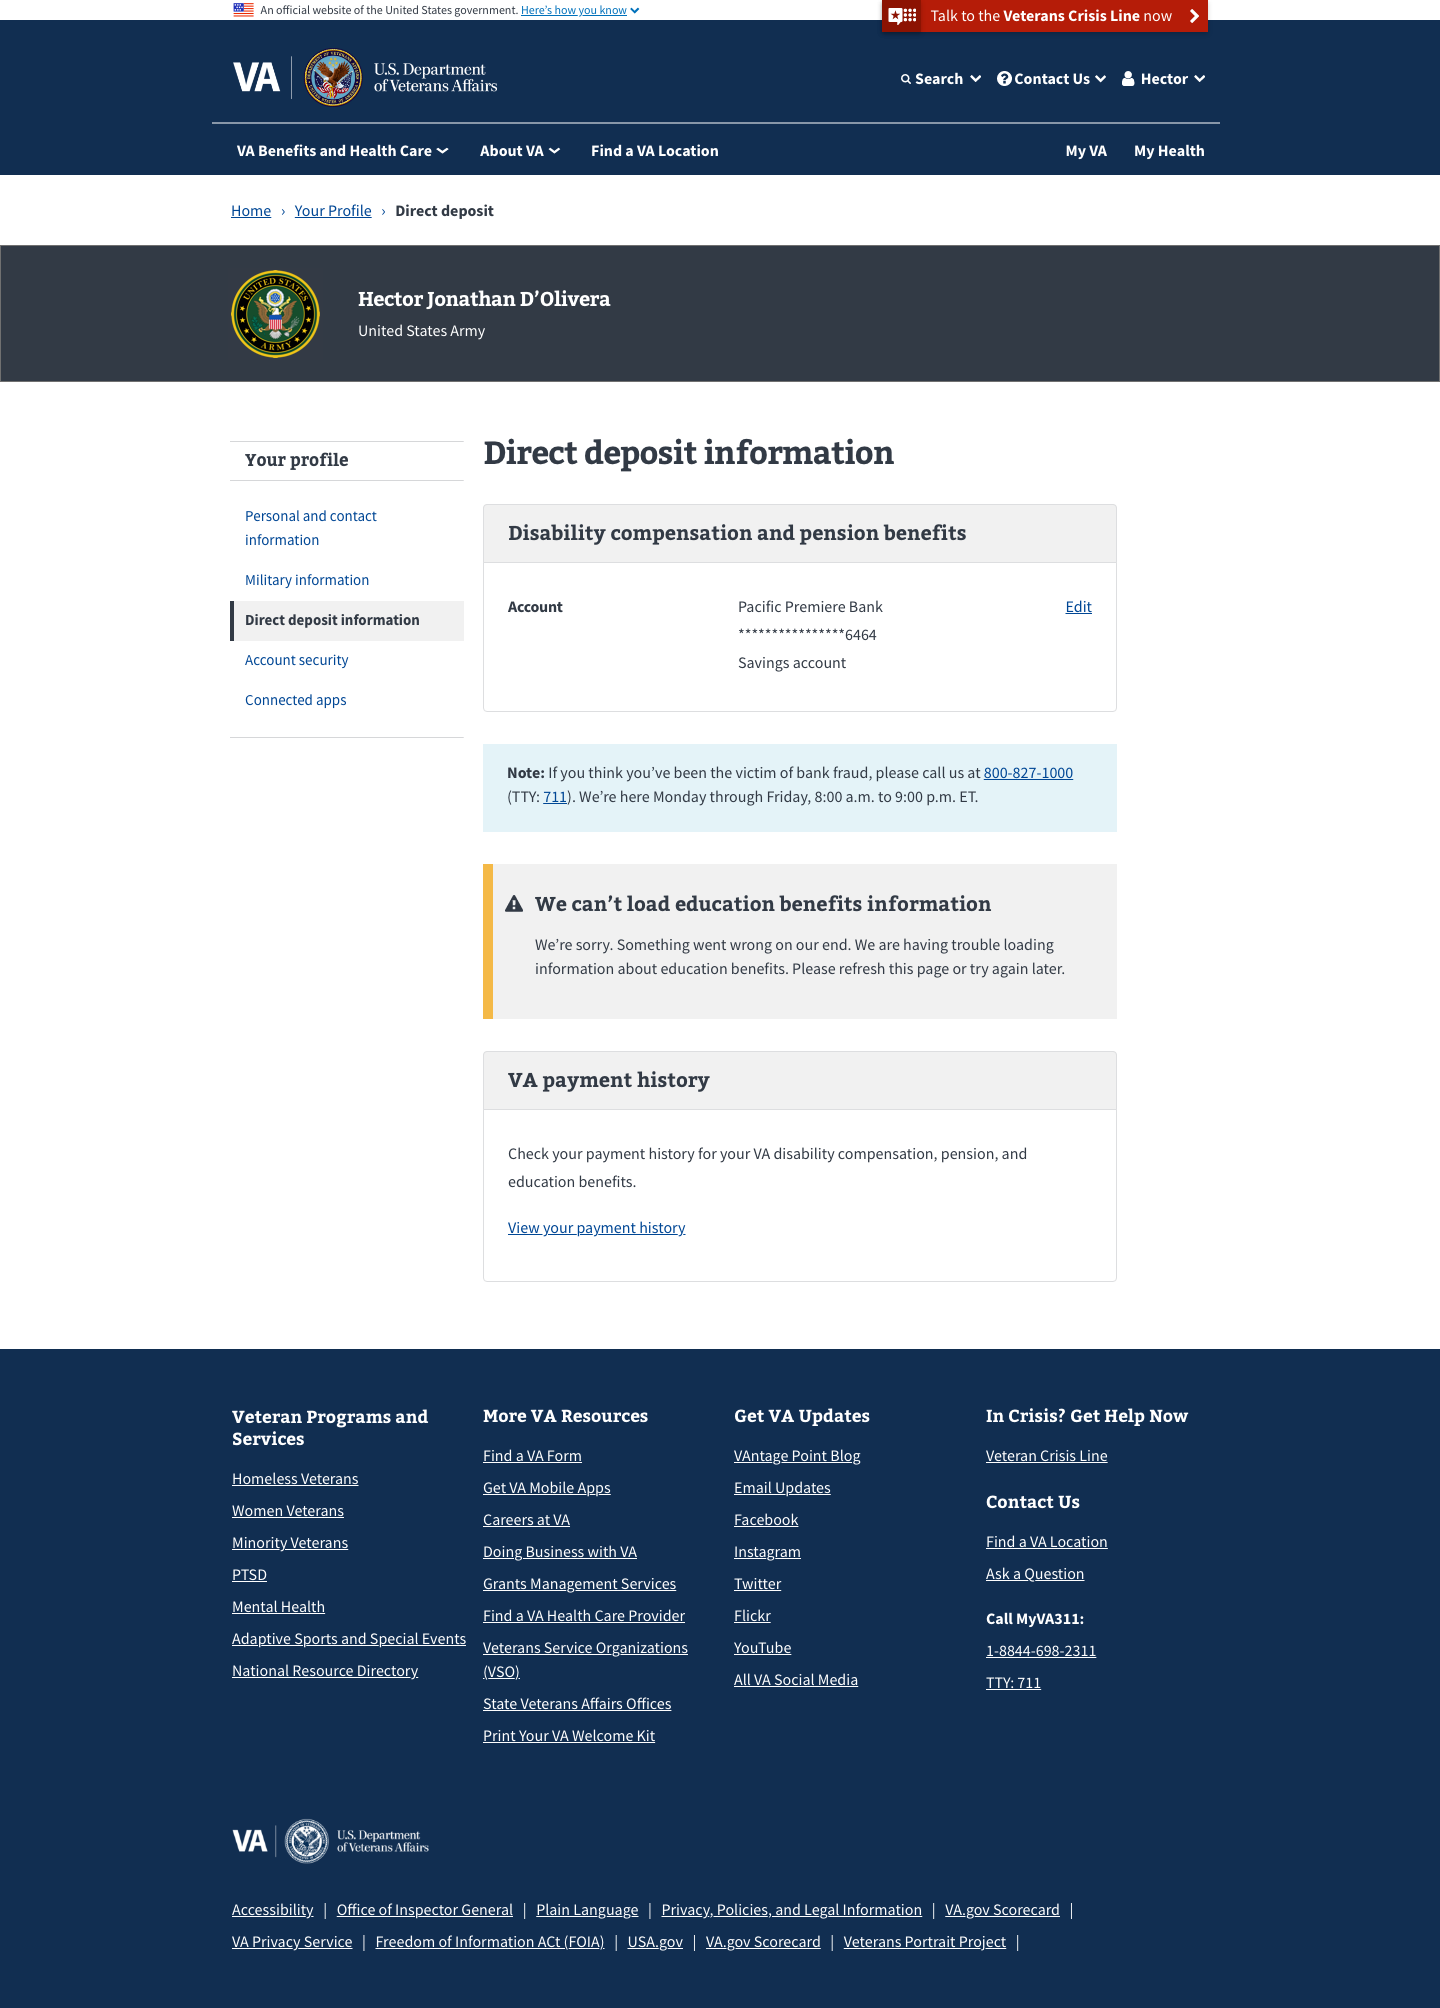 An official website of the United States government. Here's how you know
Talk to the Veterans Crisis Line now
VA
U.S. Department
of Veterans Affairs
Search
Contact Us
Hector
VA Benefits and Health Care
About VA
Find a VA Location
My VA
My Health
Home › Your Profile › Direct deposit
UNITED STATES
ARMY
Hector Jonathan D’Olivera
United States Army
Your profile
Personal and contact
information
Military information
Direct deposit information
Account security
Connected apps
Direct deposit information
Disability compensation and pension benefits
Account
Pacific Premiere Bank
Edit
****************6464
Savings account
Note: If you think you’ve been the victim of bank fraud, please call us at 800-827-1000
(TTY: 711). We’re here Monday through Friday, 8:00 a.m. to 9:00 p.m. ET.
We can’t load education benefits information
We’re sorry. Something went wrong on our end. We are having trouble loading
information about education benefits. Please refresh this page or try again later.
VA payment history
Check your payment history for your VA disability compensation, pension, and
education benefits.
View your payment history
Veteran Programs and
Services
Homeless Veterans
Women Veterans
Minority Veterans
PTSD
Mental Health
Adaptive Sports and Special Events
National Resource Directory
More VA Resources
Find a VA Form
Get VA Mobile Apps
Careers at VA
Doing Business with VA
Grants Management Services
Find a VA Health Care Provider
Veterans Service Organizations
(VSO)
State Veterans Affairs Offices
Print Your VA Welcome Kit
Get VA Updates
VAntage Point Blog
Email Updates
Facebook
Instagram
Twitter
Flickr
YouTube
All VA Social Media
In Crisis? Get Help Now
Veteran Crisis Line
Contact Us
Find a VA Location
Ask a Question
Call MyVA311:
1-8844-698-2311
TTY: 711
VA
U.S. Department
of Veterans Affairs
Accessibility | Office of Inspector General | Plain Language | Privacy, Policies, and Legal Information | VA.gov Scorecard |
VA Privacy Service | Freedom of Information ACt (FOIA) | USA.gov | VA.gov Scorecard | Veterans Portrait Project |